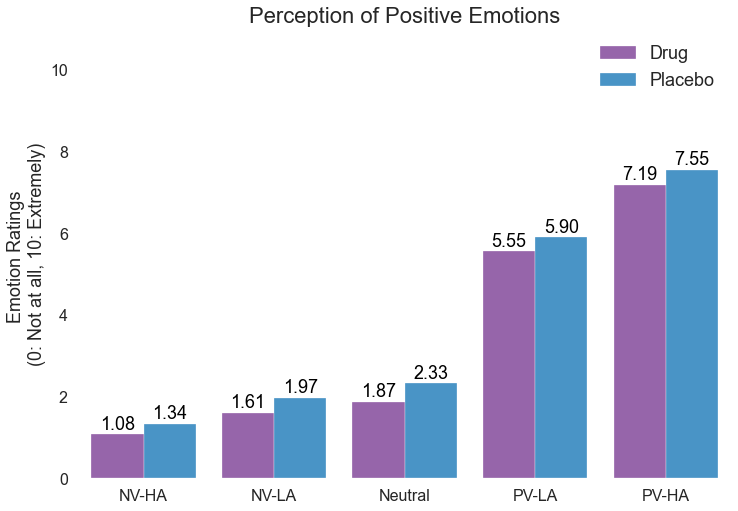 Perception of Positive Emotions
Drug
Placebo
Emotion Ratings
(0: Not at all, 10: Extremely)
10
8
6
4
2
0
1.08
1.34
1.61
1.97
1.87
2.33
5.55
5.90
7.19
7.55
NV-HA
NV-LA
Neutral
PV-LA
PV-HA